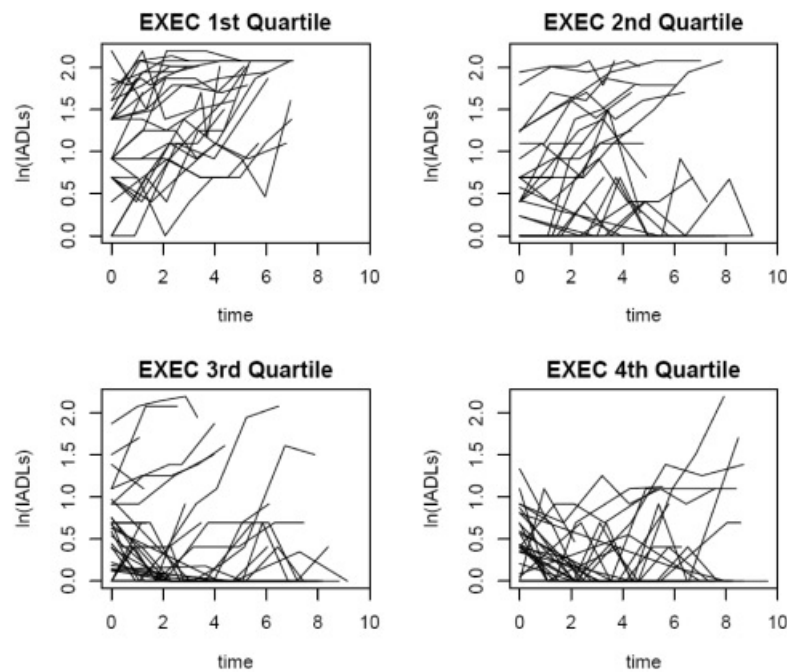 EXEC 1st Quartile
ln(IADLs)
2.0
1.5
1.0
0.5
0.0
0 2 4 6 8 10
time
EXEC 2nd Quartile
ln(IADLs)
2.0
1.5
1.0
0.5
0.0
0 2 4 6 8 10
time
EXEC 3rd Quartile
ln(IADLs)
2.0
1.5
1.0
0.5
0.0
0 2 4 6 8 10
time
EXEC 4th Quartile
ln(IADLs)
2.0
1.5
1.0
0.5
0.0
0 2 4 6 8 10
time